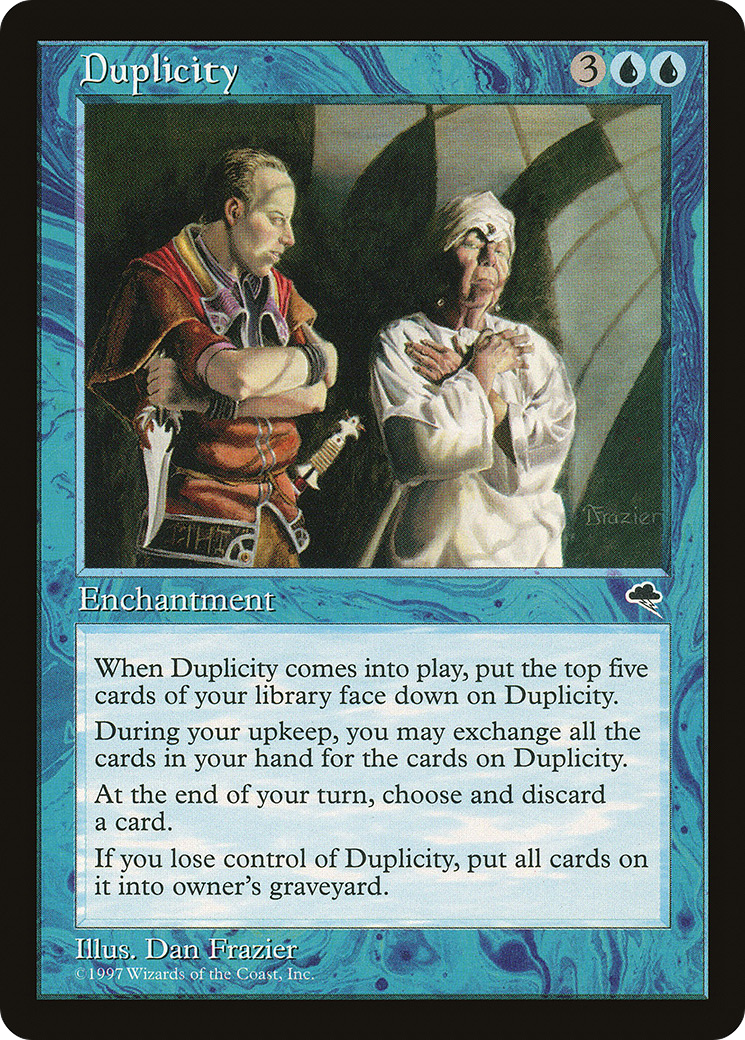 Duplicity
3
Frazier
Enchantment
When Duplicity comes into play, put the top five
cards of your library face down on Duplicity.
During your upkeep, you may exchange all the
cards in your hand for the cards on Duplicity.
At the end of your turn, choose and discard
a card.
If you lose control of Duplicity, put all cards on
it into owner's graveyard.
Illus. Dan Frazier
©1997 Wizards of the Coast, Inc.